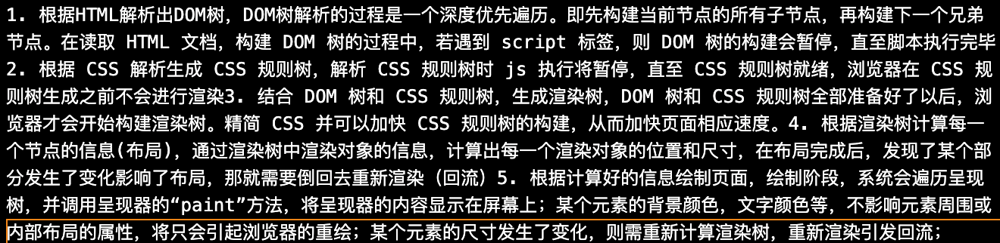 1. 根据HTML解析出DOM树，DOM树解析的过程是一个深度优先遍历。即先构建当前节点的所有子节点，再构建下一个兄弟
节点。在读取 HTML 文档，构建 DOM 树的过程中，若遇到 script 标签，则 DOM 树的构建会暂停，直至脚本执行完毕
2. 根据 CSS 解析生成 CSS 规则树，解析 CSS 规则树时 js 执行将暂停，直至 CSS 规则树就绪，浏览器在 CSS 规
则树生成之前不会进行渲染3. 结合 DOM 树和 CSS 规则树，生成渲染树，DOM 树和 CSS 规则树全部准备好了以后，浏
览器才会开始构建渲染树。精简 CSS 并可以加快 CSS 规则树的构建，从而加快页面相应速度。4. 根据渲染树计算每一
个节点的信息(布局)，通过渲染树中渲染对象的信息，计算出每一个渲染对象的位置和尺寸，在布局完成后，发现了某个部
分发生了变化影响了布局，那就需要倒回去重新渲染（回流）5. 根据计算好的信息绘制页面，绘制阶段，系统会遍历呈现
树，并调用呈现器的“paint”方法，将呈现器的内容显示在屏幕上；某个元素的背景颜色，文字颜色等，不影响元素周围或
内部布局的属性，将只会引起浏览器的重绘；某个元素的尺寸发生了变化，则需重新计算渲染树，重新渲染引发回流；